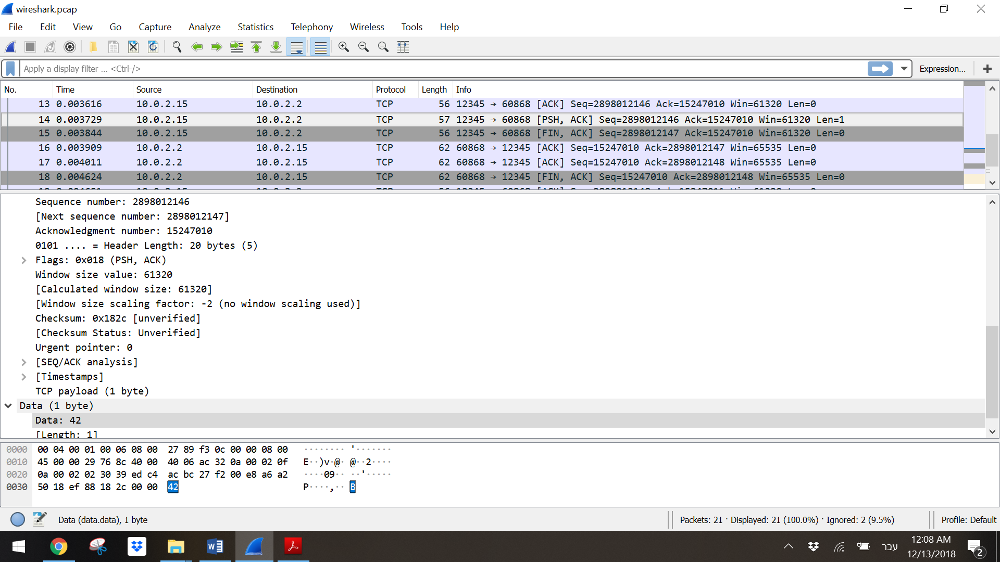 wireshark.pcap
File Edit View Go Capture Analyze Statistics Telephony Wireless Tools Help
Apply a display filter ... <Ctrl-/> Expression... +
No. Time Source Destination Protocol Length Info
13 0.003616 10.0.2.15 10.0.2.2 TCP 56 12345 → 60868 [ACK] Seq=2898012146 Ack=15247010 Win=61320 Len=0
14 0.003729 10.0.2.15 10.0.2.2 TCP 57 12345 → 60868 [PSH, ACK] Seq=2898012146 Ack=15247010 Win=61320 Len=1
15 0.003844 10.0.2.15 10.0.2.2 TCP 56 12345 → 60868 [FIN, ACK] Seq=2898012147 Ack=15247010 Win=61320 Len=0
16 0.003909 10.0.2.2 10.0.2.15 TCP 62 60868 → 12345 [ACK] Seq=15247010 Ack=2898012147 Win=65535 Len=0
17 0.004011 10.0.2.2 10.0.2.15 TCP 62 60868 → 12345 [ACK] Seq=15247010 Ack=2898012148 Win=65535 Len=0
18 0.004624 10.0.2.2 10.0.2.15 TCP 62 60868 → 12345 [FIN, ACK] Seq=15247010 Ack=2898012148 Win=65535 Len=0
Sequence number: 2898012146
[Next sequence number: 2898012147]
Acknowledgment number: 15247010
0101 .... = Header Length: 20 bytes (5)
Flags: 0x018 (PSH, ACK)
Window size value: 61320
[Calculated window size: 61320]
[Window size scaling factor: -2 (no window scaling used)]
Checksum: 0x182c [unverified]
[Checksum Status: Unverified]
Urgent pointer: 0
[SEQ/ACK analysis]
[Timestamps]
TCP payload (1 byte)
Data (1 byte)
Data: 42
[Length: 1]
0000 00 04 00 01 00 06 08 00 27 89 f3 0c 00 00 08 00 ········ '·······
0010 45 00 00 29 76 8c 40 00 40 06 ac 32 0a 00 02 0f E··)v·@· @··2····
0020 0a 00 02 02 30 39 ed c4 ac bc 27 f2 00 e8 a6 a2 ····09·· ··'·····
0030 50 18 ef 88 18 2c 00 00 42 P····,·· B
Data (data.data), 1 byte Packets: 21 · Displayed: 21 (100.0%) · Ignored: 2 (9.5%) Profile: Default
עבר 12:08 AM 2
12/13/2018